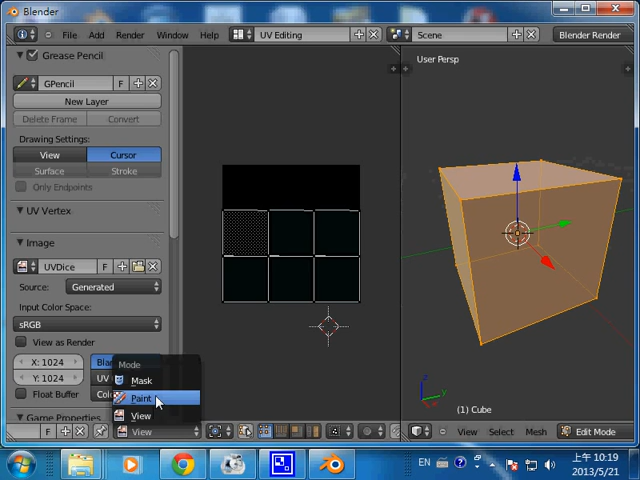 Blender
File Add Render Window Help
UV Editing
Scene
Blender Render
Grease Pencil
GPencil
F
New Layer
Delete Frame Convert
Drawing Settings:
View Cursor
Surface Stroke
Only Endpoints
UV Vertex
Image
UVDice F
Source: Generated
Input Color Space:
sRGB
View as Render
X: 1024
Y: 1024
Float Buffer
Game Properties
UV
Mode
Mask
Paint
View
F
View
User Persp
z
y
(1) Cube
View Select Mesh Edit Mode
EN
上午 10:19
2013/5/21